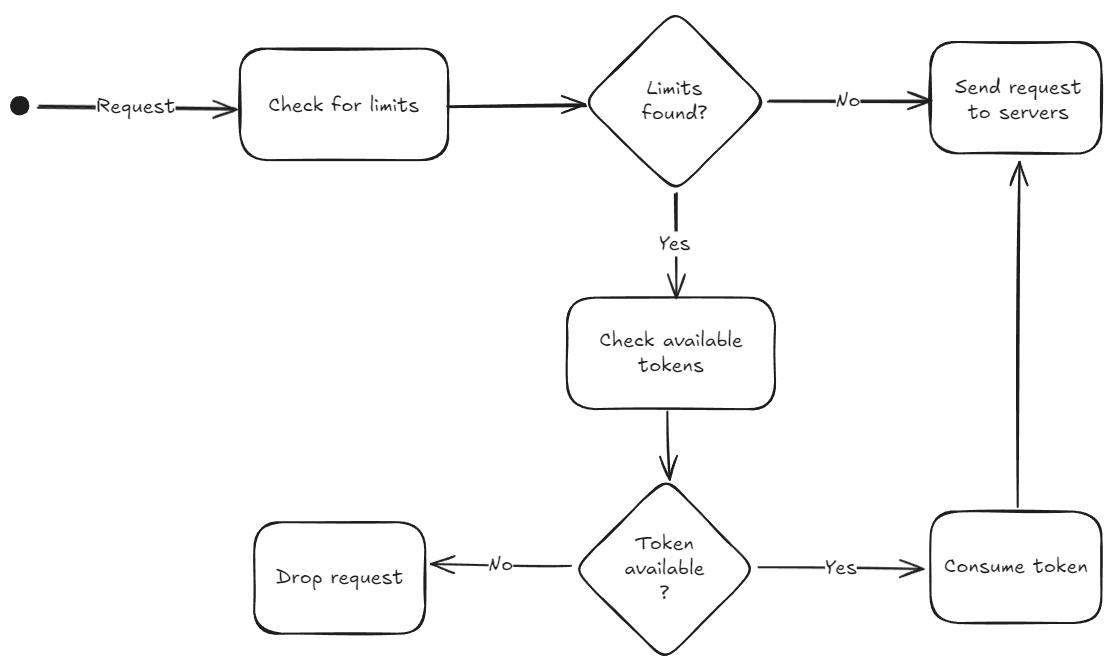 Request
Check for limits
Limits
found?
No
Send request
to servers
Yes
Check available
tokens
Drop request
No
Token
available
?
Yes
Consume token